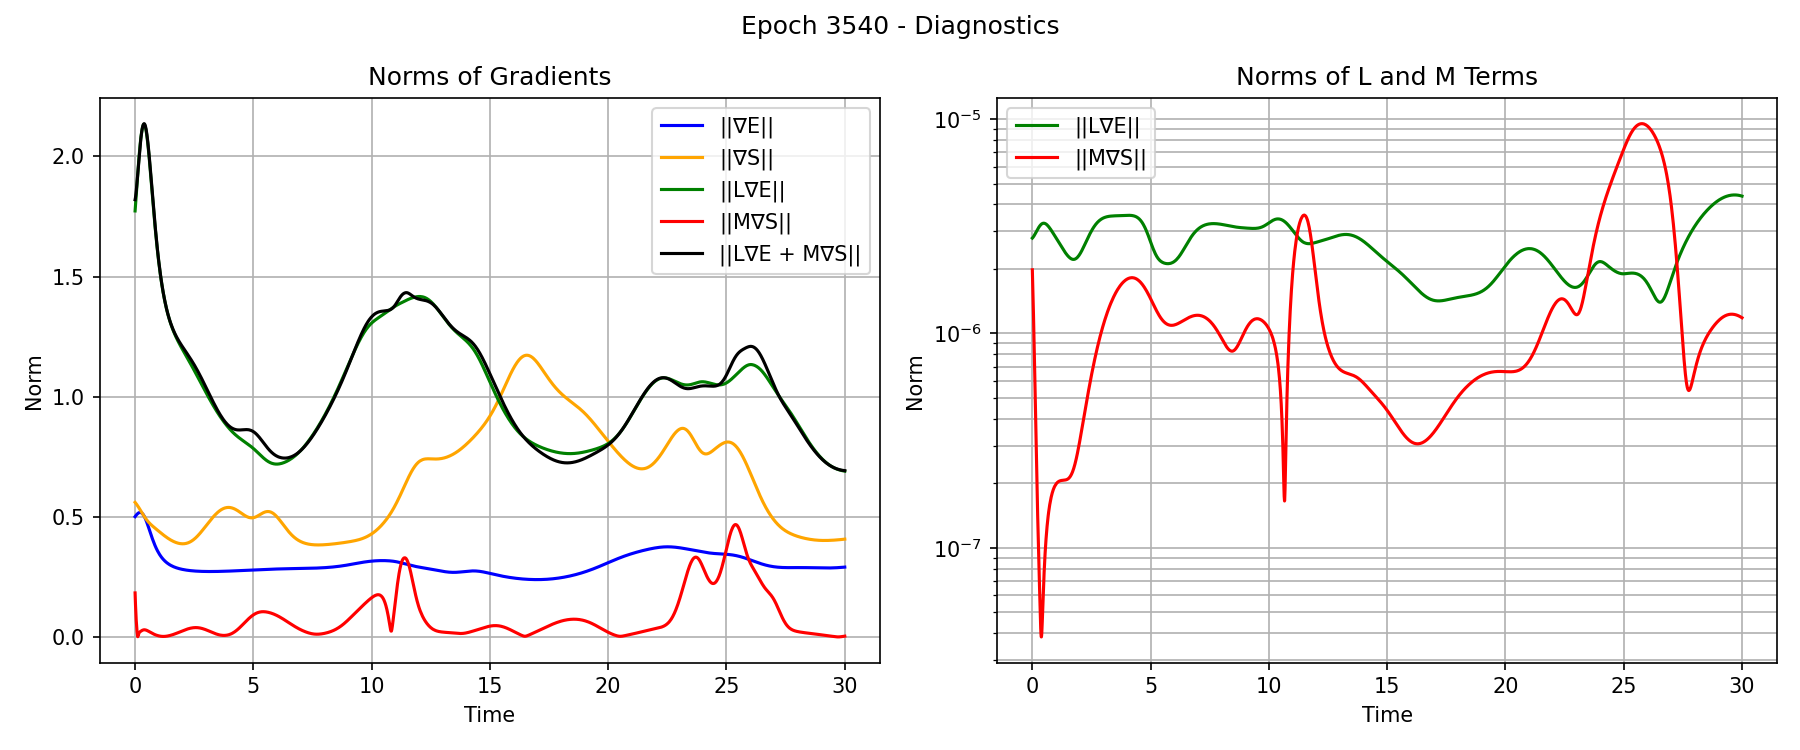 Epoch 3540 - Diagnostics
Norms of Gradients
Norm
2.0
1.5
1.0
0.5
0.0
0 5 10 15 20 25 30
Time
||∇E||
||∇S||
||L∇E||
||M∇S||
||L∇E + M∇S||
Norms of L and M Terms
Norm
10⁻⁵
10⁻⁶
10⁻⁷
0 5 10 15 20 25 30
Time
||L∇E||
||M∇S||